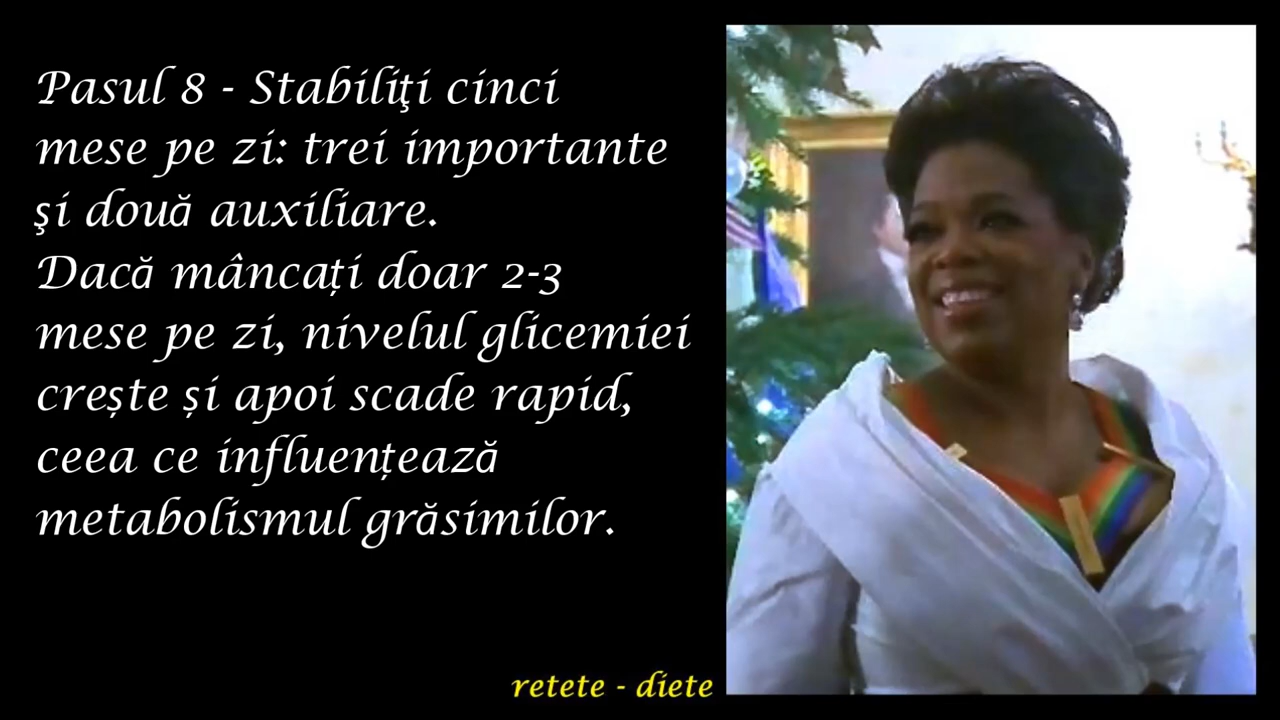 Pasul 8 - Stabiliţi cinci
mese pe zi: trei importante
şi două auxiliare.
Dacă mâncați doar 2-3
mese pe zi, nivelul glicemiei
crește și apoi scade rapid,
ceea ce influențează
metabolismul grăsimilor.
retete - diete